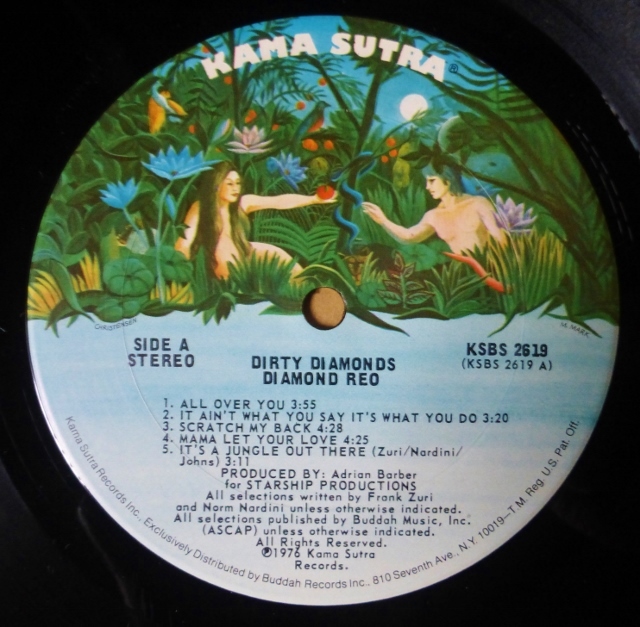 KAMA SUTRA®
CHRISTENSEN
M. MARK
SIDE A
STEREO
DIRTY DIAMONDS
DIAMOND REO
KSBS 2619
(KSBS 2619 A)
1. ALL OVER YOU 3:55
2. IT AIN'T WHAT YOU SAY IT'S WHAT YOU DO 3:20
3. SCRATCH MY BACK 4:28
4. MAMA LET YOUR LOVE 4:25
5. IT'S A JUNGLE OUT THERE (Zuri/Nardini/
Johns) 3:11
PRODUCED BY: Adrian Barber
for STARSHIP PRODUCTIONS
All selections written by Frank Zuri
and Norm Nardini unless otherwise indicated.
All selections published by Buddah Music, Inc.
(ASCAP) unless otherwise indicated.
All Rights Reserved.
℗1976 Kama Sutra
Records.
Kama Sutra Records Inc., Exclusively Distributed by Buddah Records Inc., 810 Seventh Ave., N.Y. 10019—T.M. Reg. U.S. Pat. Off.